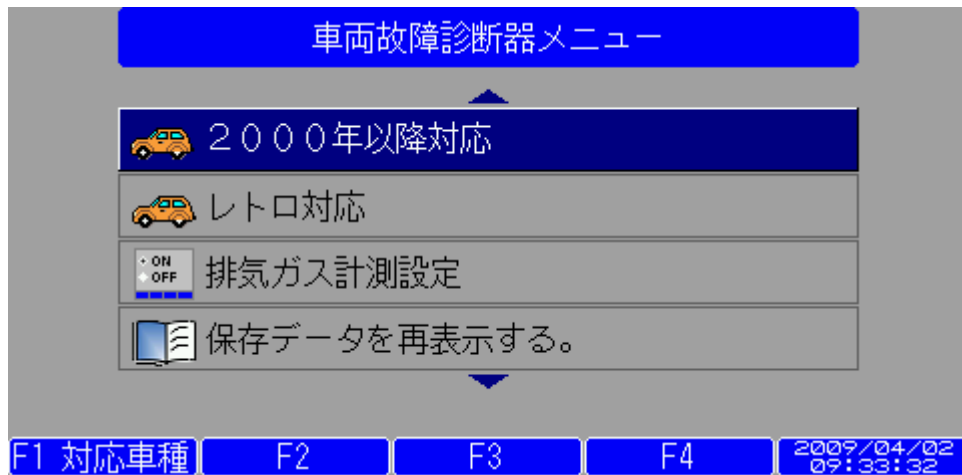 車両故障診断器メニュー
２０００年以降対応
レトロ対応
ON
OFF
排気ガス計測設定
保存データを再表示する。
F1 対応車種
F2
F3
F4
2009/04/02
09:33:32